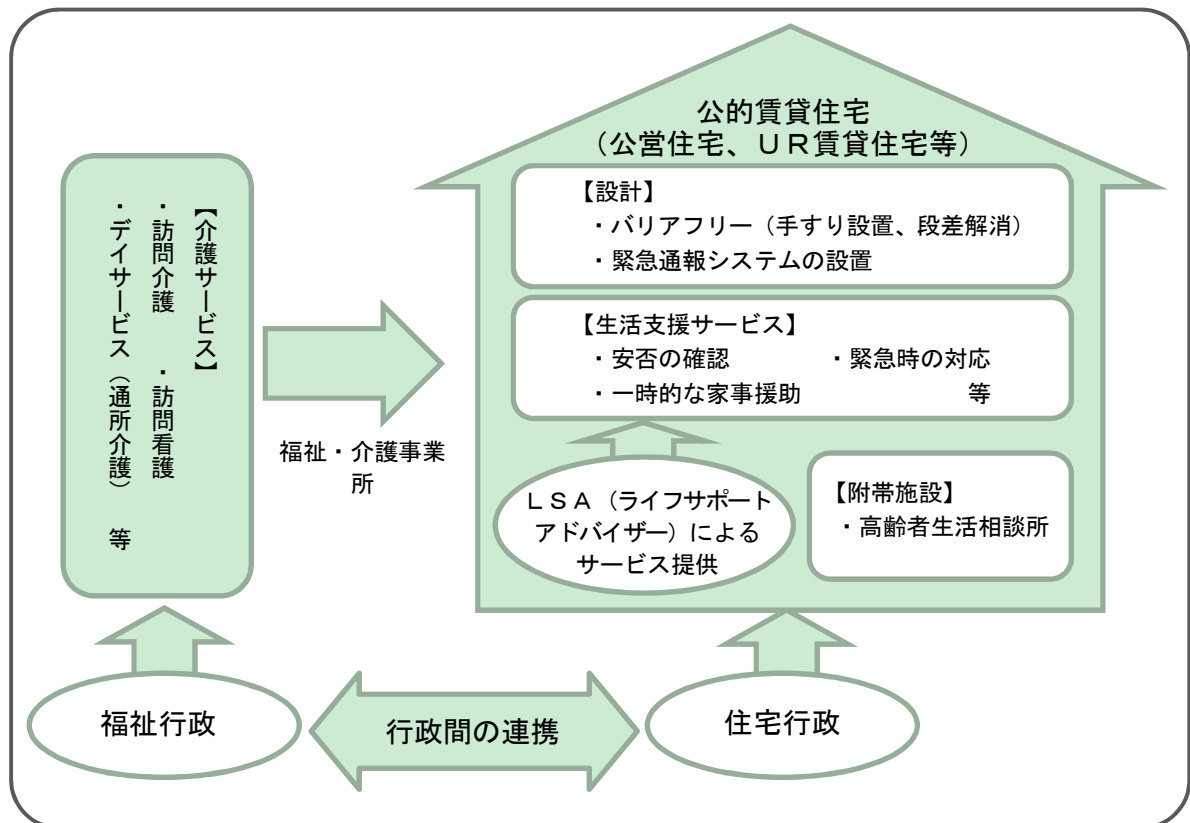 公的賃貸住宅
（公営住宅、ＵＲ賃貸住宅等）
【設計】
・バリアフリー（手すり設置、段差解消）
・緊急通報システムの設置
【生活支援サービス】
・安否の確認　　　　・緊急時の対応
・一時的な家事援助　　　　　　　等
ＬＳＡ（ライフサポート
アドバイザー）による
サービス提供
【附帯施設】
・高齢者生活相談所
【介護サービス】
・訪問介護　　・訪問看護
・デイサービス（通所介護）　等
福祉・介護事業
所
福祉行政
行政間の連携
住宅行政